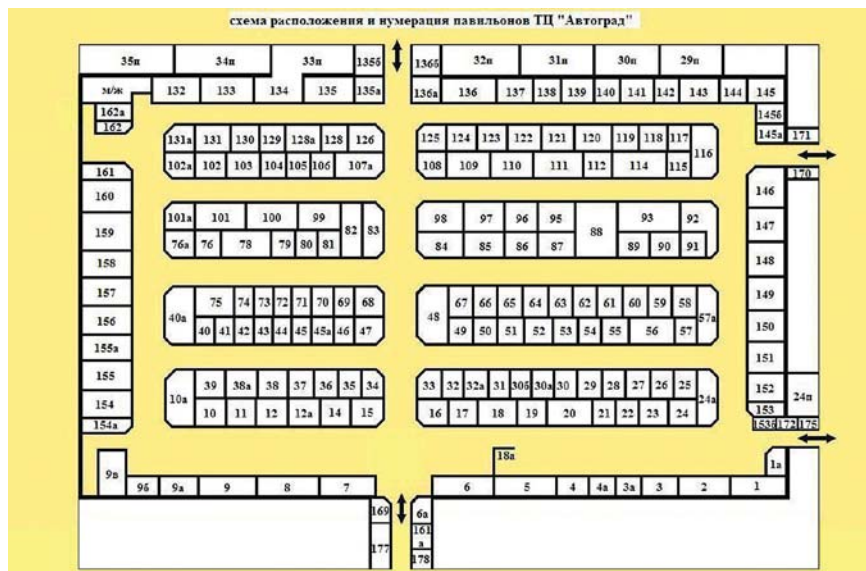 схема расположения и нумерация павильонов ТЦ "Автоград"
35п 34п 33п 135б 136б 32п 31п 30п 29п
м/ж 132 133 134 135 135а 136а 136 137 138 139 140 141 142 143 144 145
162а 145б
162 145а 171
131а 131 130 129 128а 128 126 125 124 123 122 121 120 119 118 117 116
102а 102 103 104 105 106 107а 108 109 110 111 112 114 115
161 170
160 146
101а 101 100 99 82 83 98 97 96 95 88 93 92
159 147
76а 76 78 79 80 81 84 85 86 87 89 90 91
158 148
157 149
40а 75 74 73 72 71 70 69 68 48 67 66 65 64 63 62 61 60 59 58 57а
156 150
40 41 42 43 44 45 45а 46 47 49 50 51 52 53 54 55 56 57
155а 151
155 152 24п
10а 39 38а 38 37 36 35 34 33 32 32а 31 30б 30а 30 29 28 27 26 25 24а
154 153
10 11 12 12а 14 15 16 17 18 19 20 21 22 23 24
154а 153б 172 175
18а 1а
9в
9б 9а 9 8 7 6 5 4 4а 3а 3 2 1
169 6а
161
а
177 178